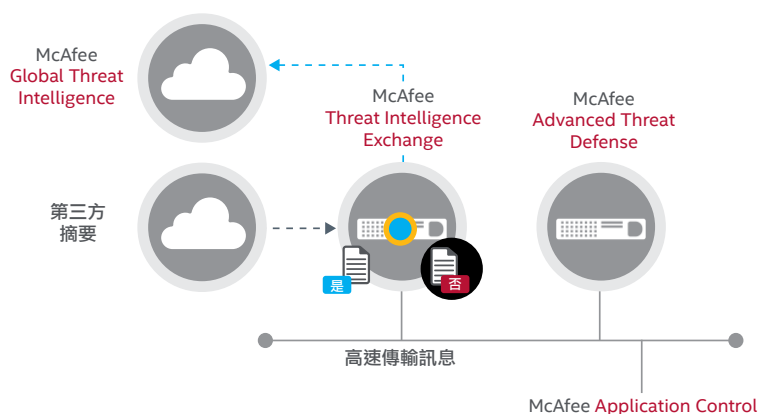 McAfee
Global Threat
Intelligence
McAfee
Threat Intelligence
Exchange
McAfee
Advanced Threat
Defense
第三方
摘要
是
否
高速傳輸訊息
McAfee Application Control